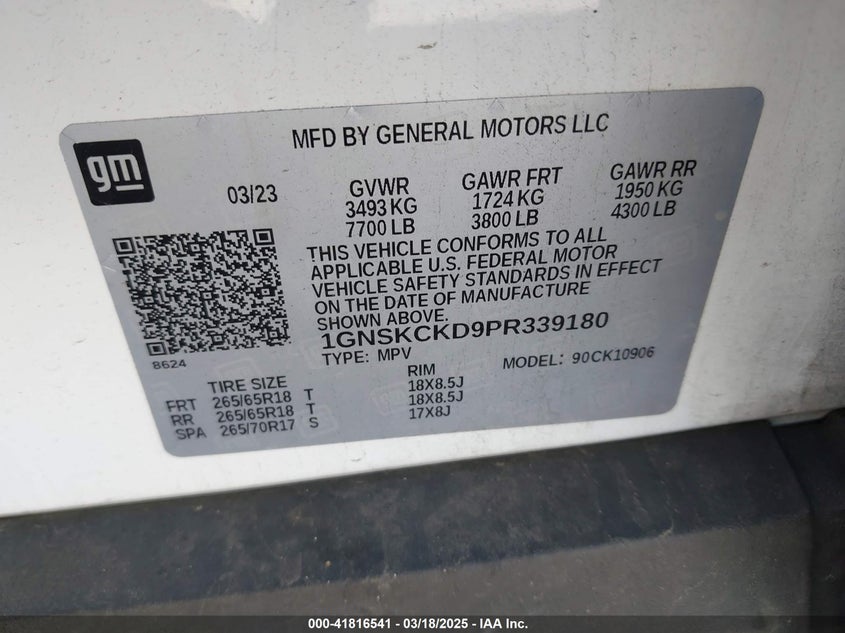 MFD BY GENERAL MOTORS LLC
gm
03/23
GVWR
3493 KG
7700 LB
GAWR FRT
1724 KG
3800 LB
GAWR RR
1950 KG
4300 LB
THIS VEHICLE CONFORMS TO ALL
APPLICABLE U.S. FEDERAL MOTOR
VEHICLE SAFETY STANDARDS IN EFFECT
ON THE DATE OF MANUFACTURE
SHOWN ABOVE.
1GNSKCKD9PR339180
8624
TYPE: MPV
MODEL: 90CK10906
TIRE SIZE RIM
FRT 265/65R18 T 18X8.5J
RR 265/65R18 T 18X8.5J
SPA 265/70R17 S 17X8J
000-41816541 - 03/18/2025 - IAA Inc.